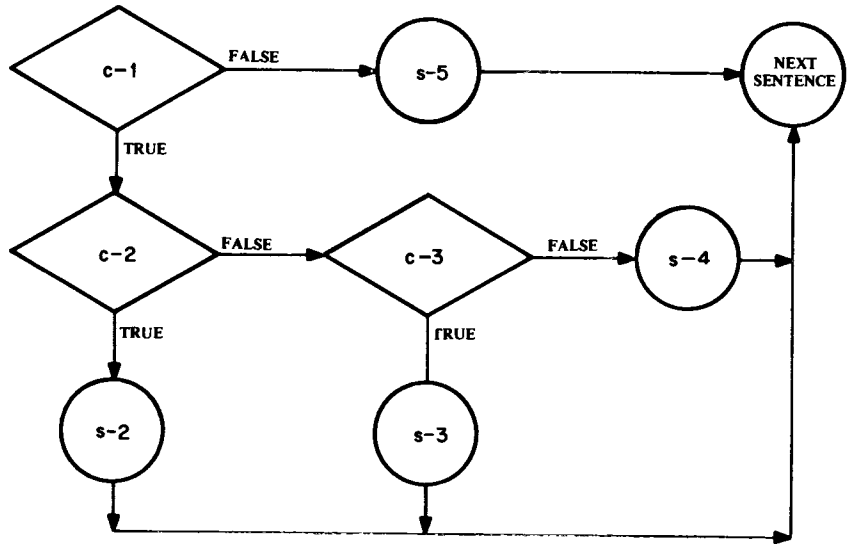 c-1
FALSE
s-5
NEXT
SENTENCE
TRUE
c-2
FALSE
c-3
FALSE
s-4
TRUE
TRUE
s-2
s-3